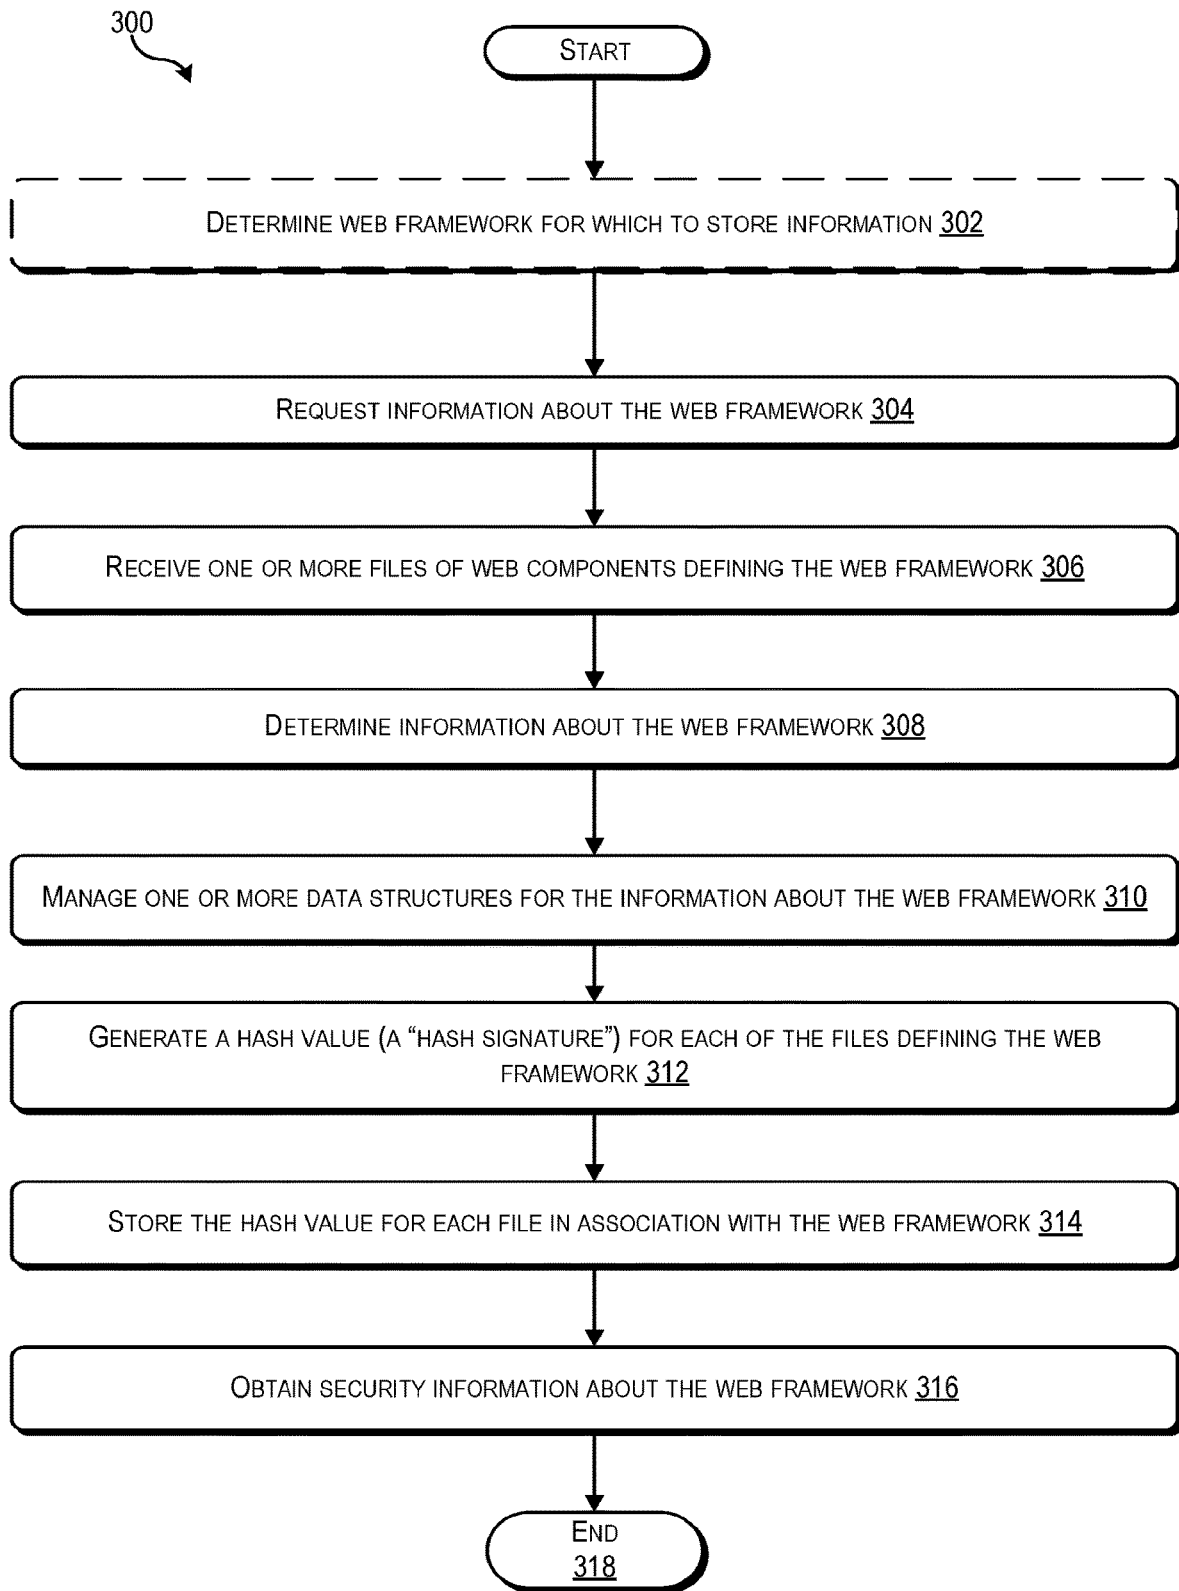 300
START
DETERMINE WEB FRAMEWORK FOR WHICH TO STORE INFORMATION 302
REQUEST INFORMATION ABOUT THE WEB FRAMEWORK 304
RECEIVE ONE OR MORE FILES OF WEB COMPONENTS DEFINING THE WEB FRAMEWORK 306
DETERMINE INFORMATION ABOUT THE WEB FRAMEWORK 308
MANAGE ONE OR MORE DATA STRUCTURES FOR THE INFORMATION ABOUT THE WEB FRAMEWORK 310
GENERATE A HASH VALUE (A “HASH SIGNATURE”) FOR EACH OF THE FILES DEFINING THE WEB
FRAMEWORK 312
STORE THE HASH VALUE FOR EACH FILE IN ASSOCIATION WITH THE WEB FRAMEWORK 314
OBTAIN SECURITY INFORMATION ABOUT THE WEB FRAMEWORK 316
END
318